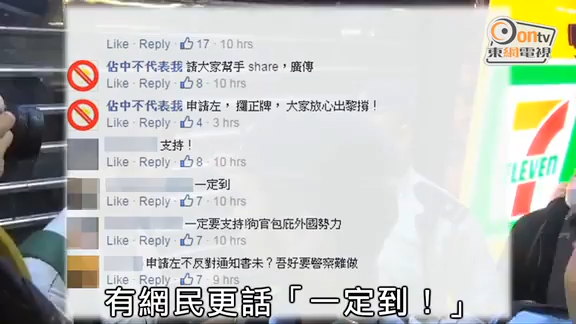 ontv
東網電視
Like · Reply · 17 · 10 hrs
佔中不代表我 請大家幫手 share，廣傳
Like · Reply · 8 · 10 hrs
佔中不代表我 申請左， 攞正牌， 大家放心出黎撐！
Like · Reply · 4 · 3 hrs
支持！
Like · Reply · 8 · 10 hrs
一定到
Like · Reply · 7 · 10 hrs
一定要支持!狗官包庇外國勢力
Like · Reply · 7 · 10 hrs
申請左不反對通知書未？吾好要警察難做
Like · Reply · 7 · 9 hrs
7
ELEVEN
有網民更話「一定到！」